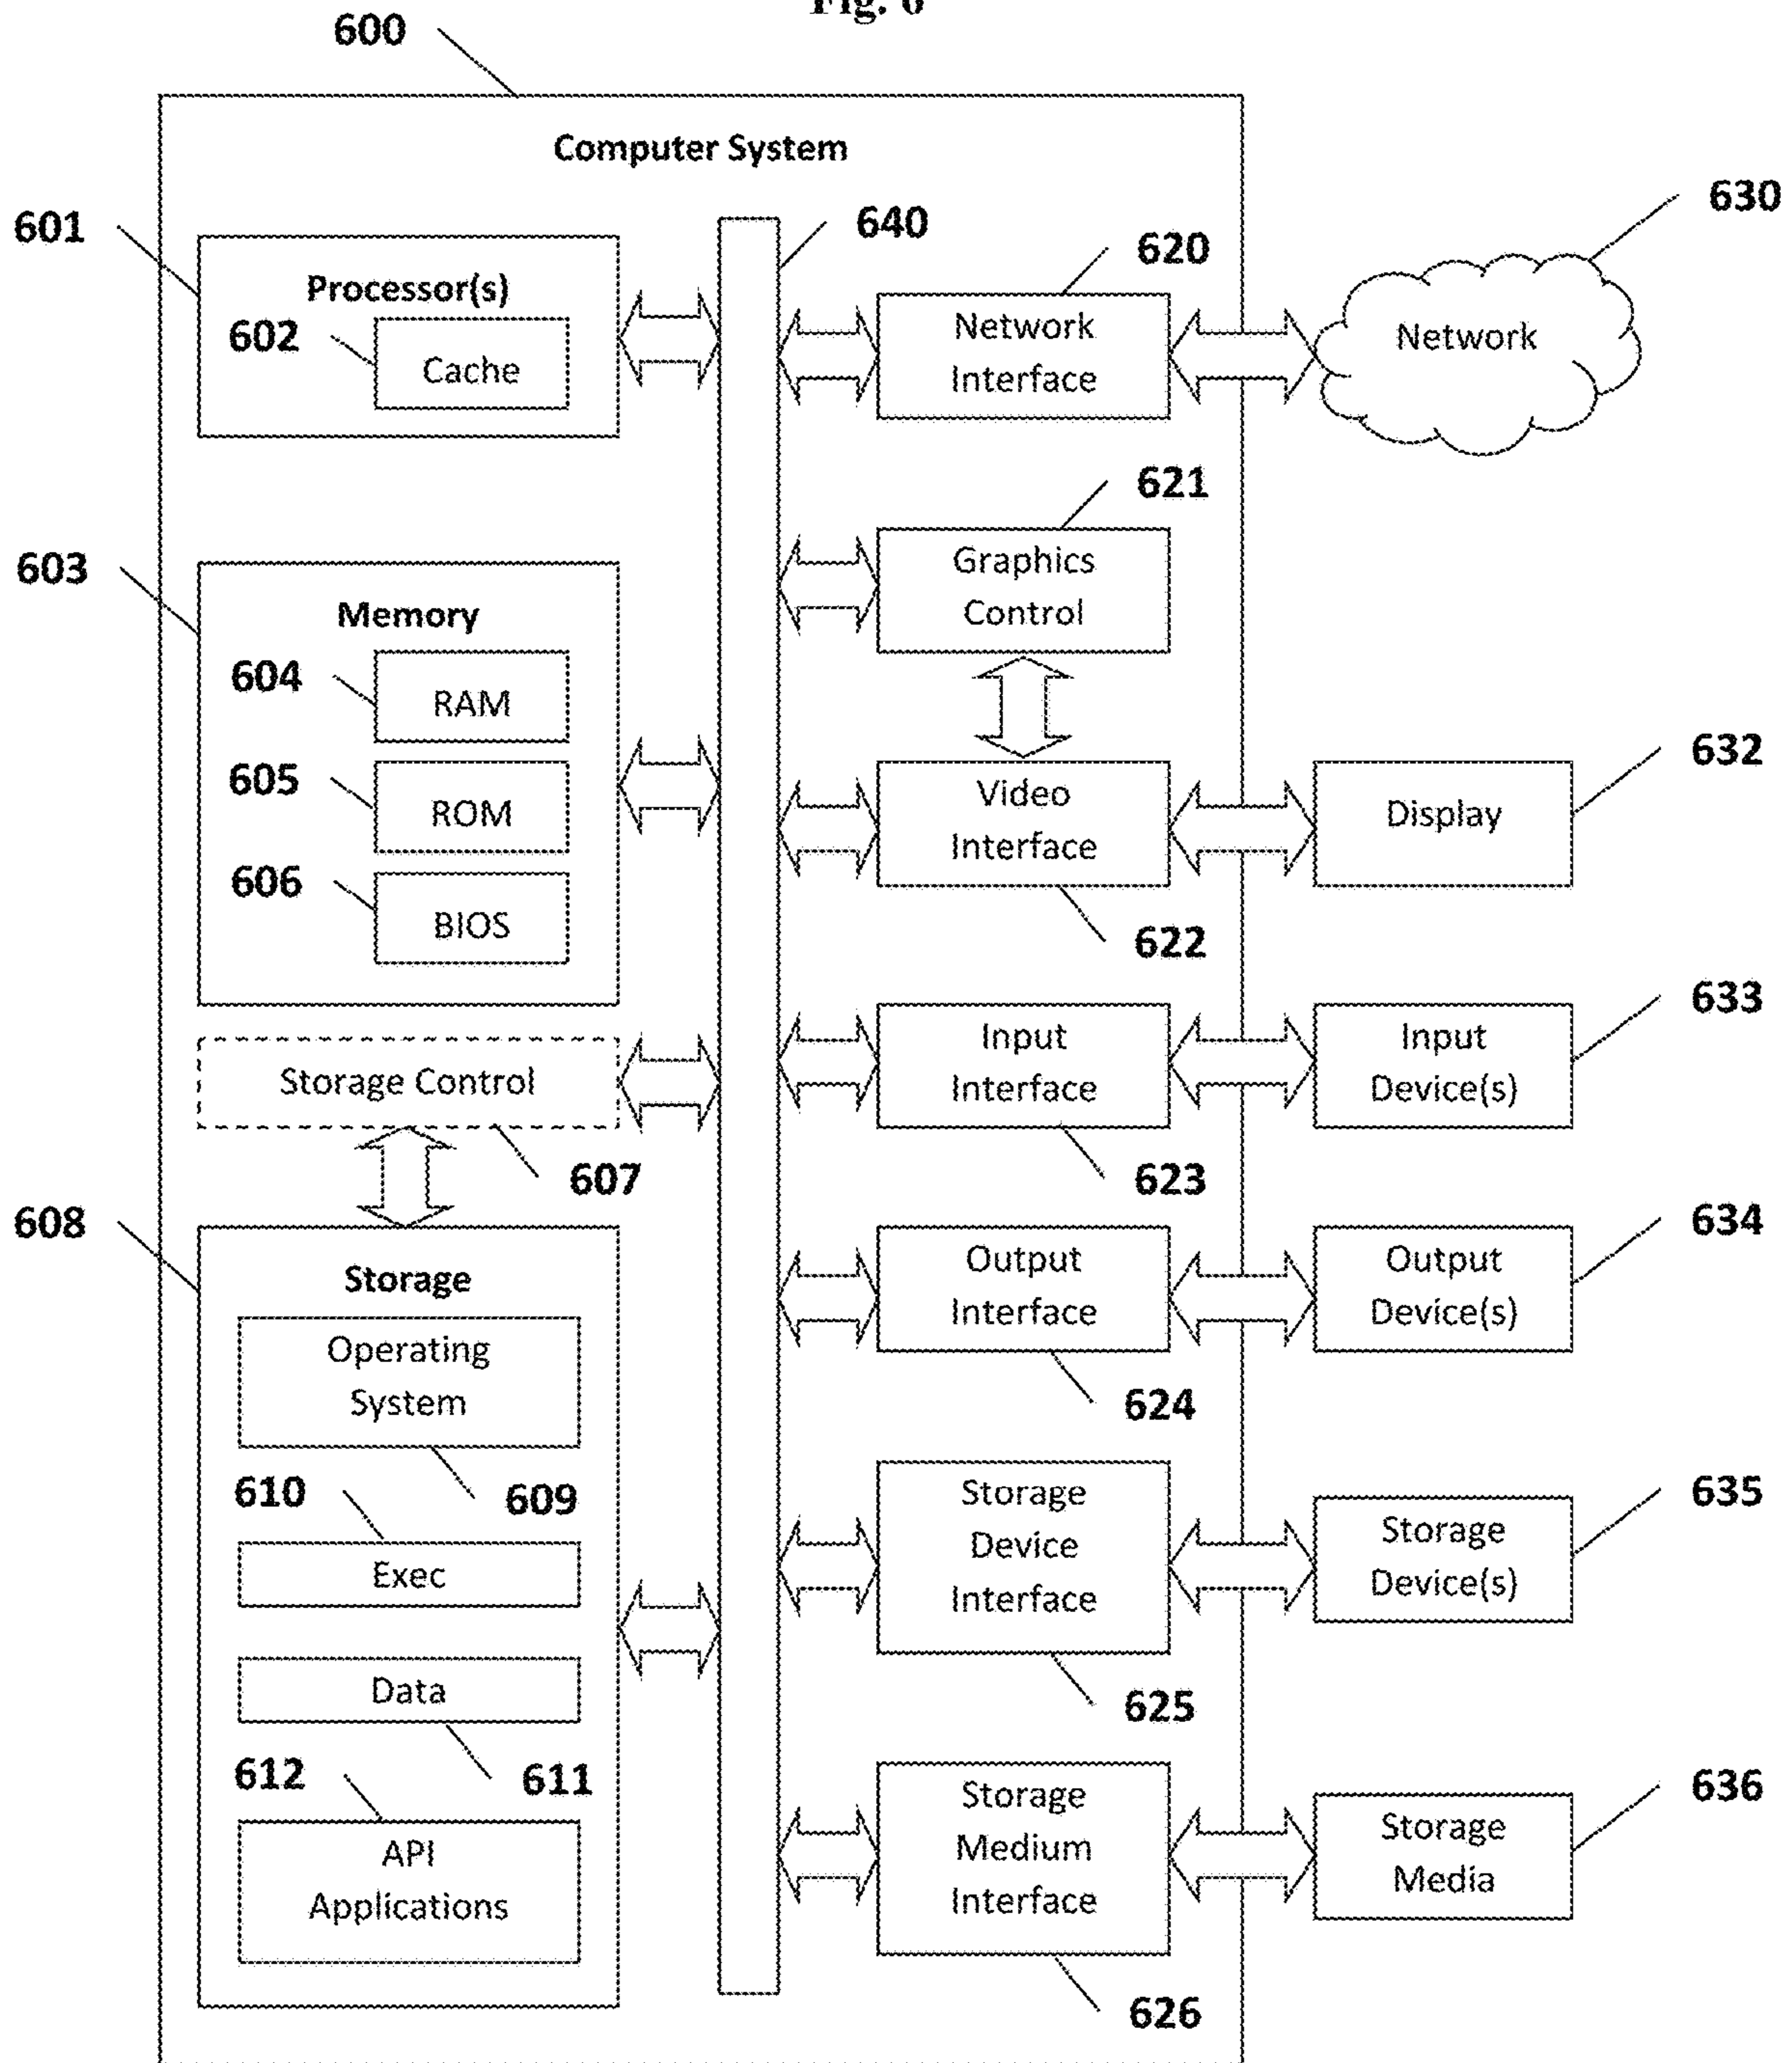 Fig. 6
600
Computer System
601
640
630
620
Processor(s)
602
Cache
Network
Interface
Network
621
603
Graphics
Control
Memory
604
RAM
632
605
ROM
Video
Interface
Display
606
BIOS
622
633
Storage Control
Input
Interface
Input
Device(s)
607
623
608
634
Storage
Output
Interface
Output
Device(s)
Operating
System
624
610
609
635
Exec
Storage
Device
Interface
Storage
Device(s)
Data
625
612
611
636
API
Applications
Storage
Medium
Interface
Storage
Media
626